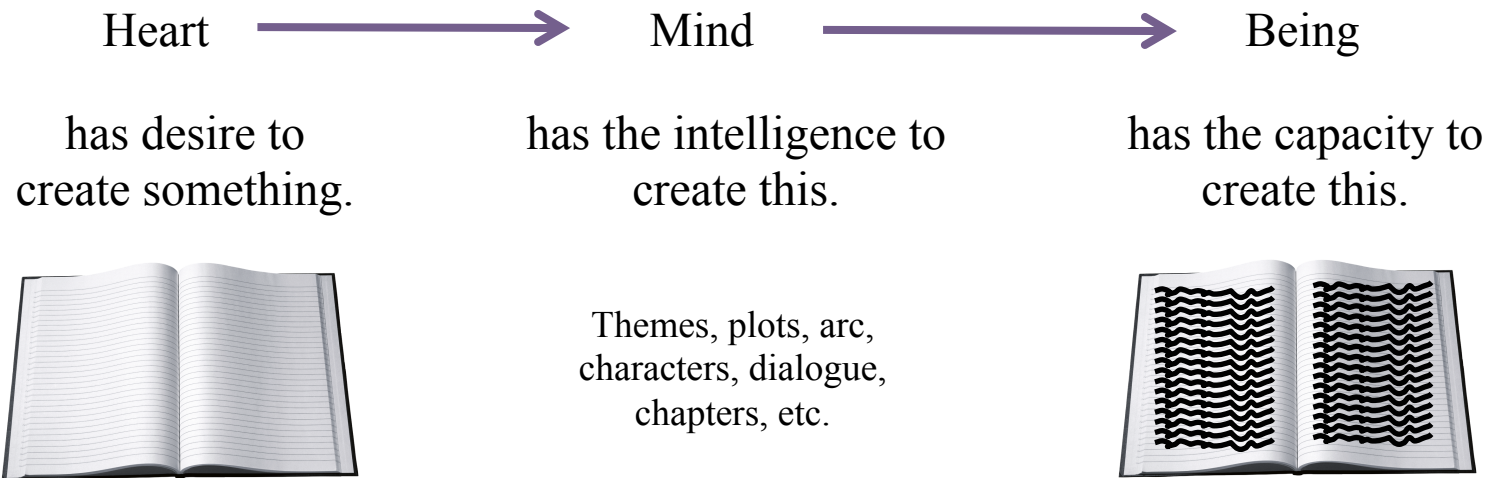 Heart
Mind
Being
has desire to
create something.
has the intelligence to
create this.
has the capacity to
create this.
Themes, plots, arc,
characters, dialogue,
chapters, etc.